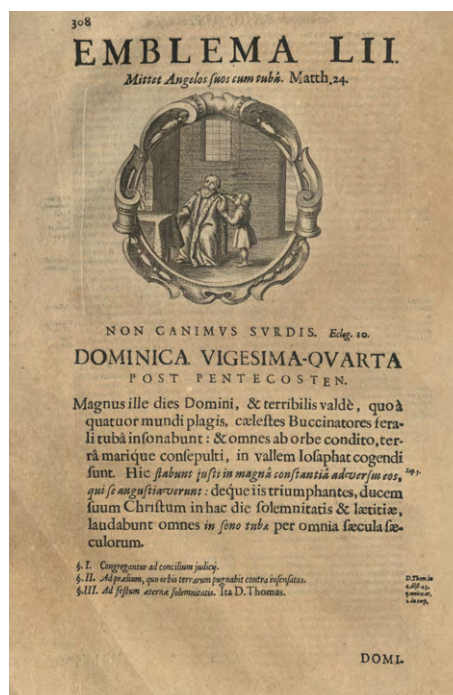 308
EMBLEMA LII.
Mittet Angelos suos cum tubâ. Matth. 24.
NON CANIMVS SVRDIS. Eclog. 10.
DOMINICA. VIGESIMA-QVARTA
POST PENTECOSTEN.
Magnus ille dies Domini, & terribilis valdè, quo à
quatuor mundi plagis, cælestes Buccinatores fera-
li tubâ insonabunt : & omnes ab orbe condito, ter-
râ marique consepulti, in vallem Iosaphat cogendi
sunt. Hic stabunt justi in magnâ constantiâ adversus eos,
qui se angustiaverunt : deque iis triumphantes, ducem
suum Christum in hac die solemnitatis & lætitiæ,
laudabunt omnes in sono tubæ per omnia sæcula sæ-
culorum.
§. I. Congregantur ad concilium judicij.
§. II. Ad prælium, quo orbis terrarum pugnabit contra insensatos.
§. III. Ad festum æternæ solemnitatis. Ita D. Thomas.
D. Thom. in
DOMI.